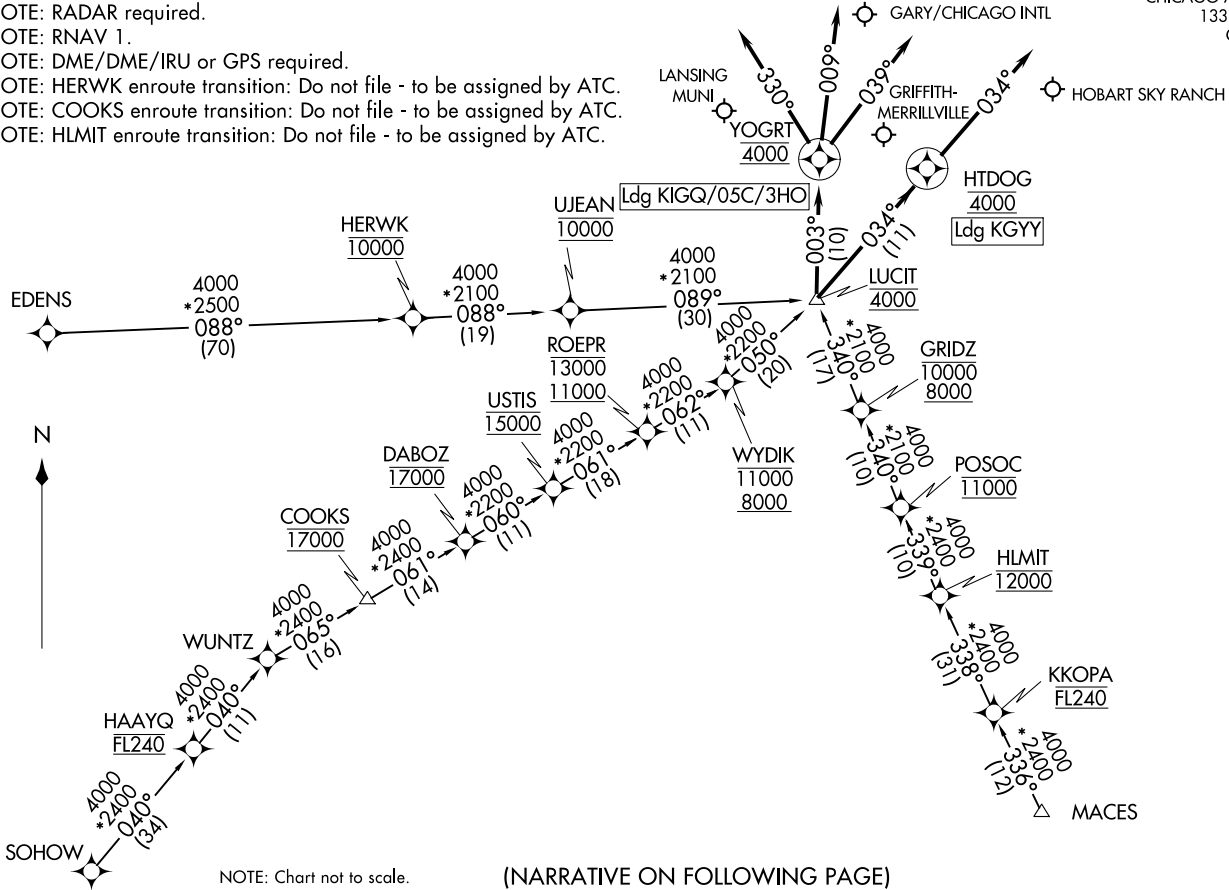 OTE: RADAR required.
OTE: RNAV 1.
OTE: DME/DME/IRU or GPS required.
OTE: HERWK enroute transition: Do not file - to be assigned by ATC.
OTE: COOKS enroute transition: Do not file - to be assigned by ATC.
OTE: HLMIT enroute transition: Do not file - to be assigned by ATC.
CHICAGO A
133
GARY/CHICAGO INTL
LANSING
MUNI
GRIFFITH-
MERRILLVILLE
HOBART SKY RANCH
330°
009°
039°
034°
YOGRT
4000
Ldg KIGQ/05C/3HO
HTDOG
4000
Ldg KGYY
003°
(10)
034°
(11)
LUCIT
4000
EDENS
4000
*2500
088°
(70)
HERWK
10000
4000
*2100
088°
(19)
UJEAN
10000
4000
*2100
089°
(30)
ROEPR
13000
11000
4000
*2200
062°
(11)
WYDIK
11000
8000
4000
*2200
050°
(20)
USTIS
15000
4000
*2200
061°
(18)
DABOZ
17000
4000
*2200
060°
(11)
COOKS
17000
4000
*2400
061°
(14)
WUNTZ
4000
*2400
065°
(16)
HAAYQ
FL240
4000
*2400
040°
(11)
SOHOW
4000
*2400
040°
(34)
GRIDZ
10000
8000
4000
*2100
340°
(17)
POSOC
11000
4000
*2100
340°
(10)
HLMIT
12000
4000
*2400
339°
(10)
KKOPA
FL240
4000
*2400
338°
(31)
MACES
4000
*2400
336°
(12)
N
NOTE: Chart not to scale.
(NARRATIVE ON FOLLOWING PAGE)